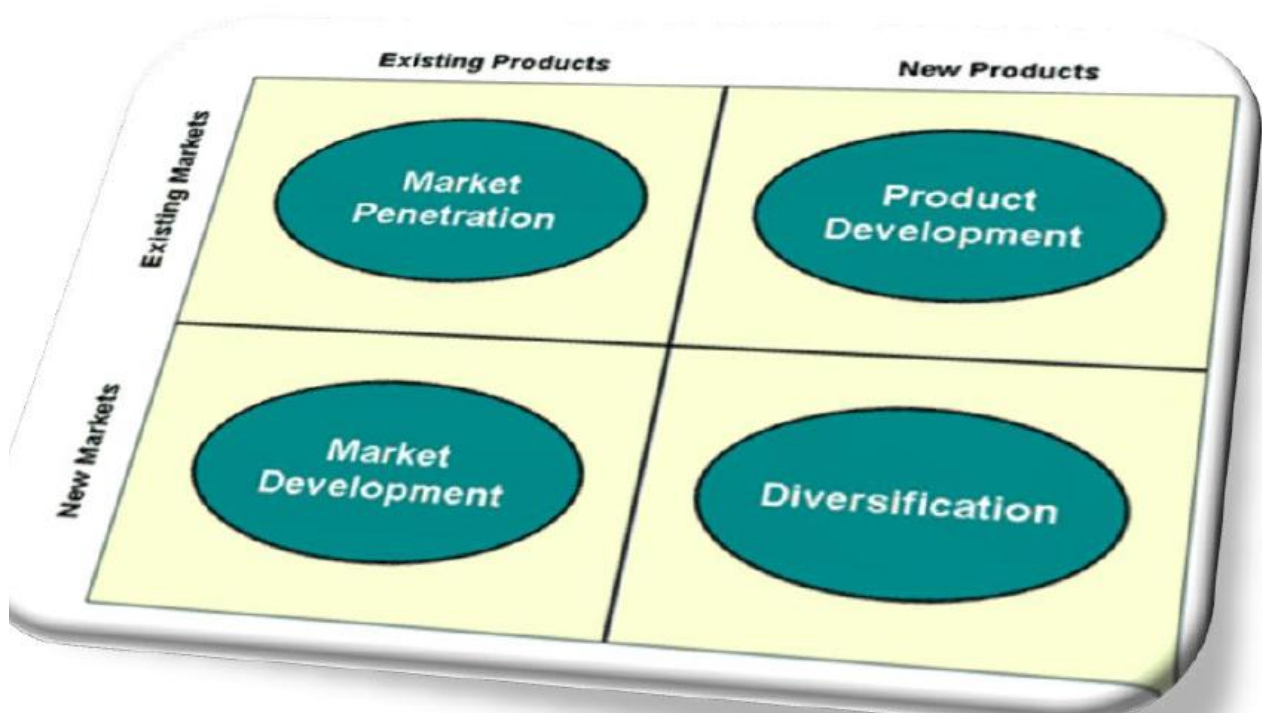 Existing Products
New Products
Existing Markets
Market
Penetration
Product
Development
New Markets
Market
Development
Diversification